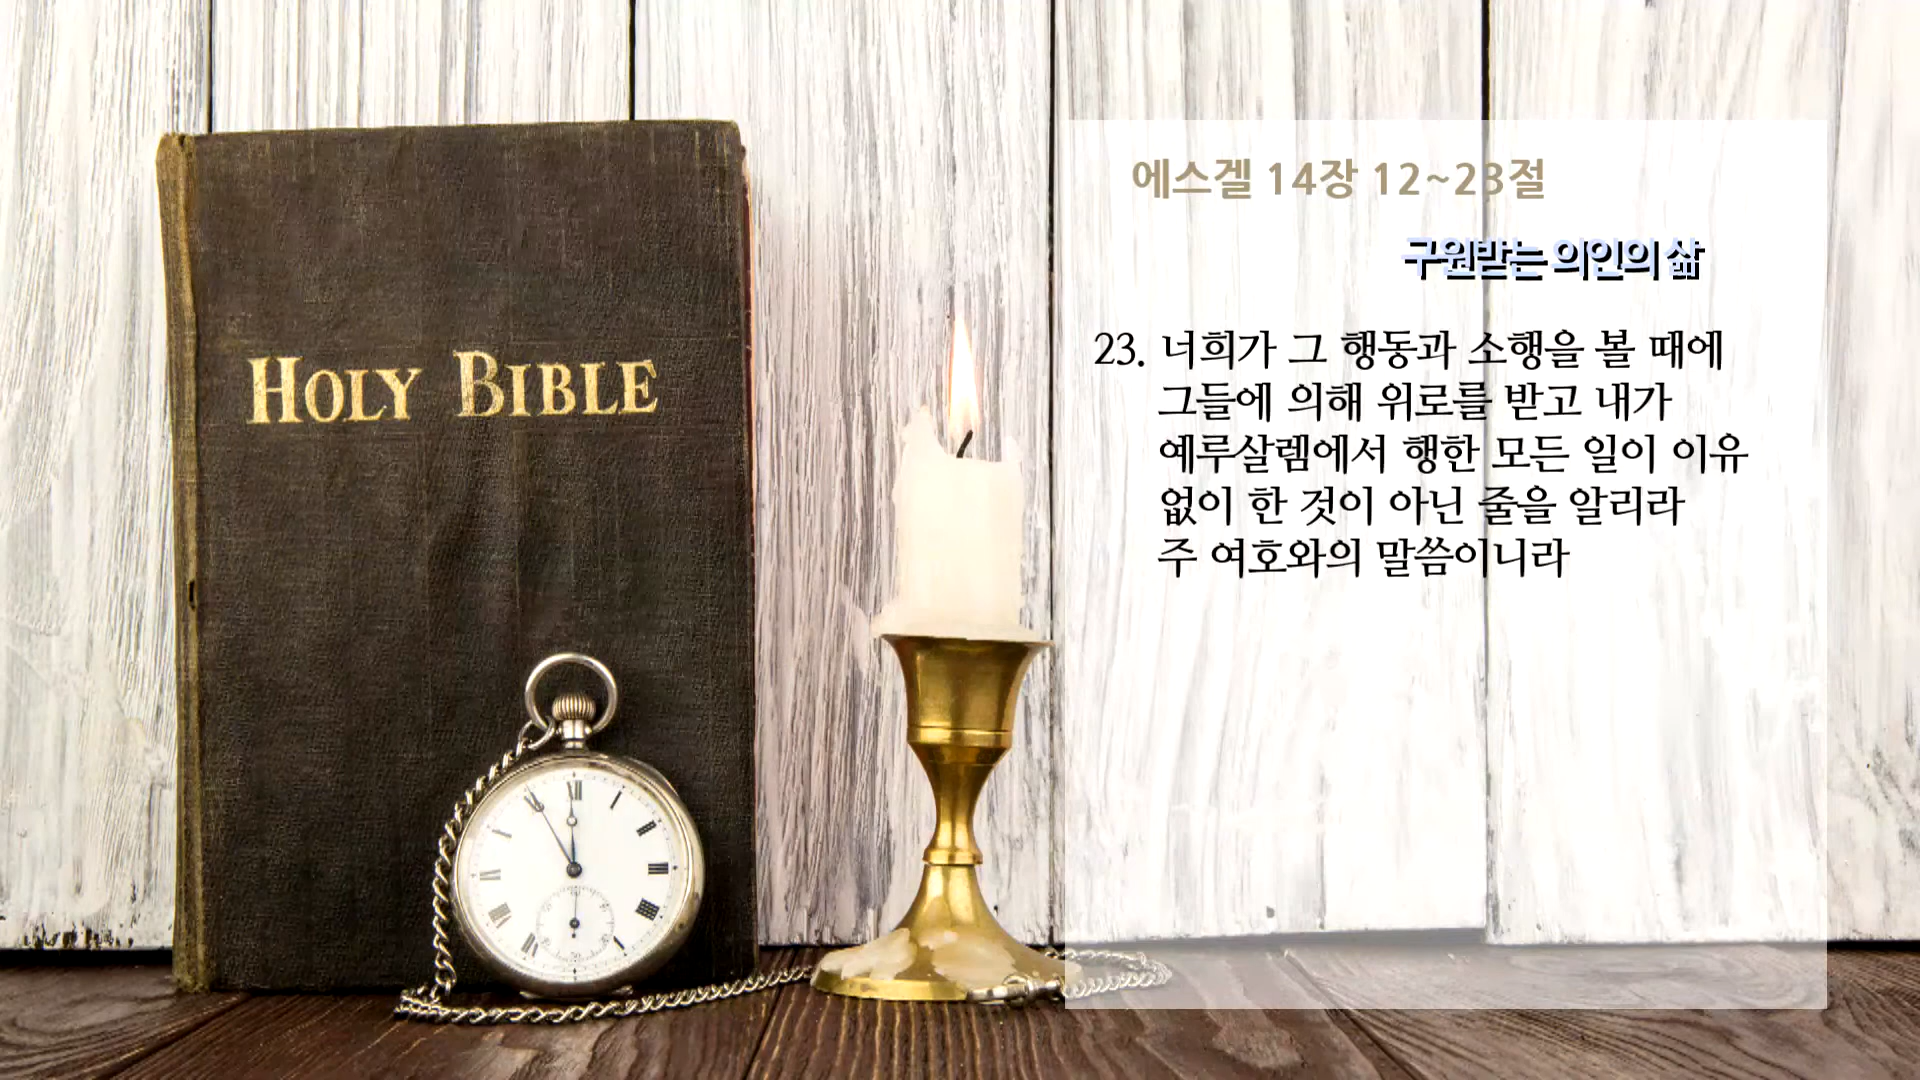 HOLY BIBLE
에스겔 14장 12~23절
구원받는 의인의 삶
23. 너희가 그 행동과 소행을 볼 때에
그들에 의해 위로를 받고 내가
예루살렘에서 행한 모든 일이 이유
없이 한 것이 아닌 줄을 알리라
주 여호와의 말씀이니라